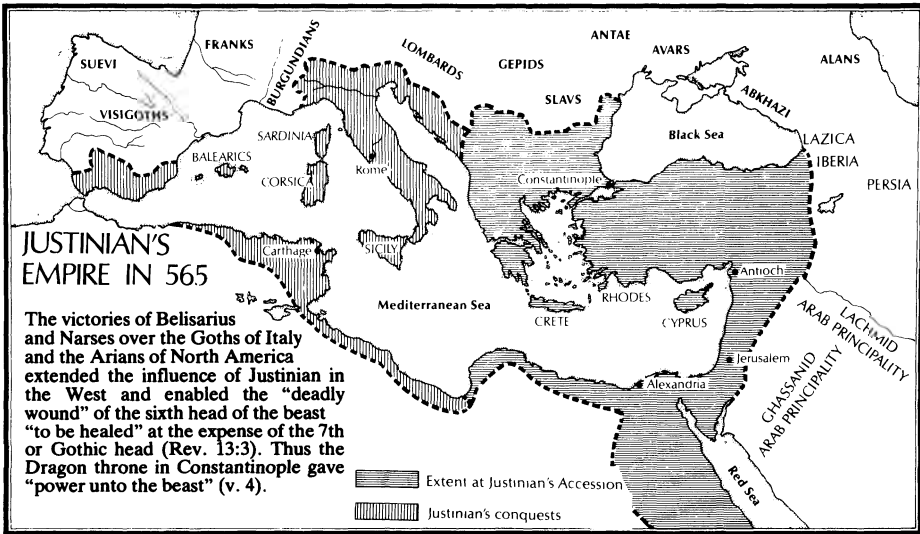 FRANKS
BURGUNDIANS
LOMBARDS
ANTAE
AVARS
GEPIDS
ALANS
SUEVI
SLAVS
ABKHAZI
VISIGOTHS
SARDINIA
Black Sea
LAZICA
IBERIA
BALEARICS
Rome
CORSICA
Constantinople
PERSIA
JUSTINIAN'S
EMPIRE IN 565
Carthage
SICILY
Antioch
Mediterranean Sea
RHODES
CRETE
CYPRUS
LACHMID
ARAB PRINCIPALITY
Jerusalem
GHASSANID
ARAB PRINCIPALITY
Alexandria
Red Sea
The victories of Belisarius
and Narses over the Goths of Italy
and the Arians of North America
extended the influence of Justinian in
the West and enabled the “deadly
wound” of the sixth head of the beast
“to be healed” at the expense of the 7th
or Gothic head (Rev. 13:3). Thus the
Dragon throne in Constantinople gave
“power unto the beast” (v. 4).
Extent at Justinian's Accession
Justinian's conquests